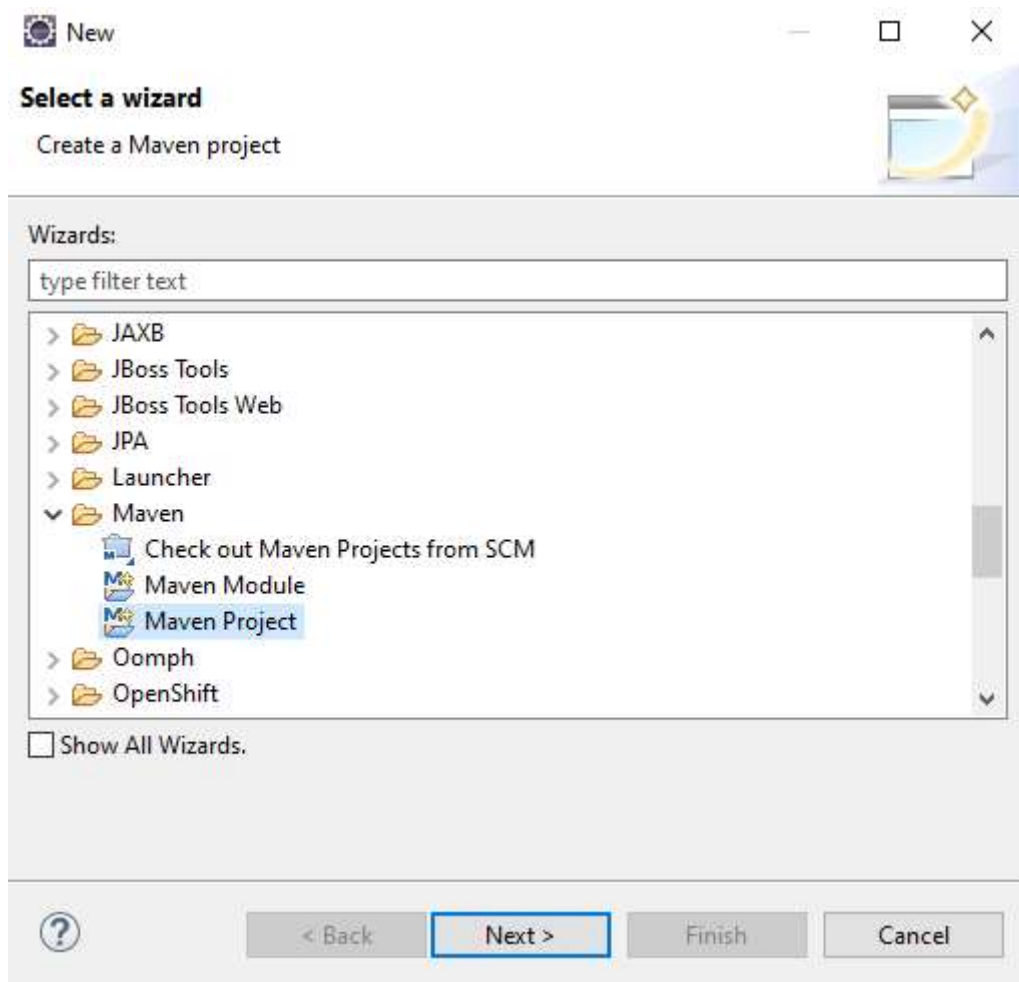 New
Select a wizard
Create a Maven project
Wizards:
type filter text
JAXB
JBoss Tools
JBoss Tools Web
JPA
Launcher
Maven
Check out Maven Projects from SCM
Maven Module
Maven Project
Oomph
OpenShift
Show All Wizards.
< Back Next > Finish Cancel